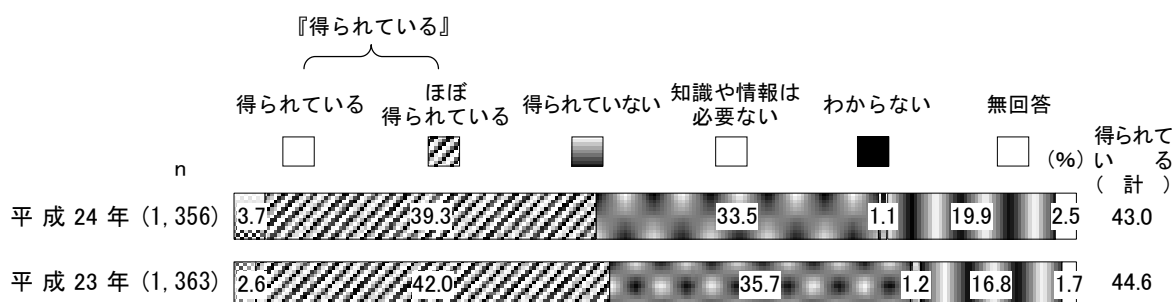 『得られている』
得られている
ほぼ
得られている
得られていない
知識や情報は
必要ない
わからない
無回答
n
(%)
得られて
い る
( 計 )
平成24年(1,356) 3.7 39.3 33.5 1.1 19.9 2.5 43.0
平成23年(1,363) 2.6 42.0 35.7 1.2 16.8 1.7 44.6